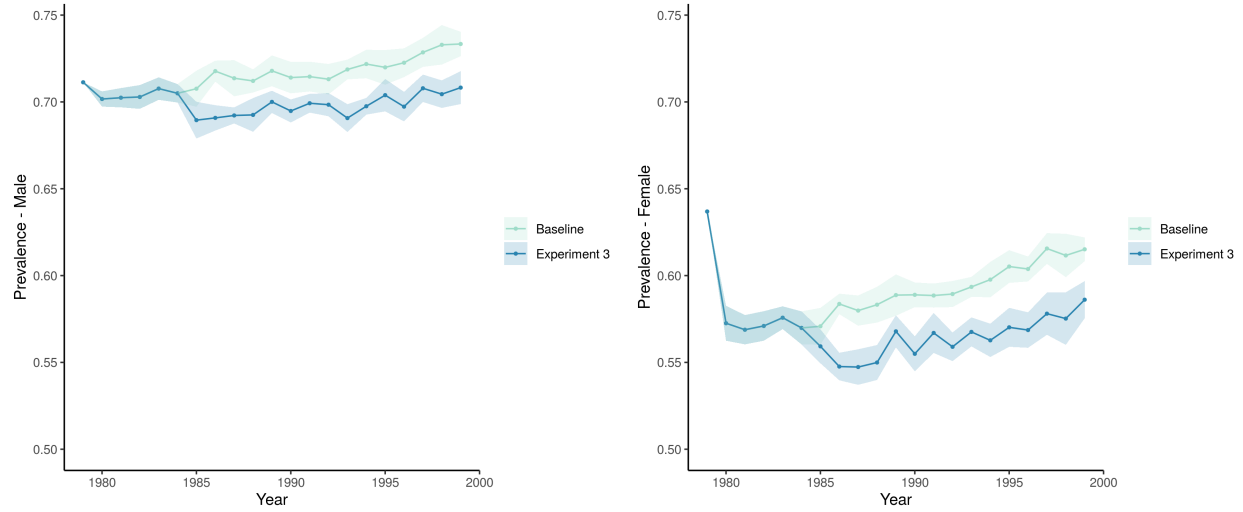 0.75
0.70
0.65
0.60
0.55
0.50
Prevalence - Male
1980
1985
1990
1995
2000
Year
Baseline
Experiment 3
0.75
0.70
0.65
0.60
0.55
0.50
Prevalence - Female
1980
1985
1990
1995
2000
Year
Baseline
Experiment 3